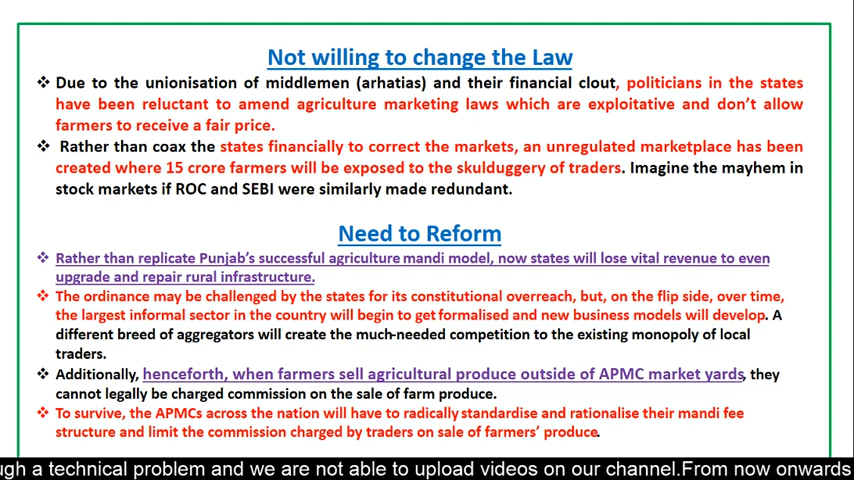 Not willing to change the Law
❖ Due to the unionisation of middlemen (arhatias) and their financial clout, politicians in the states
have been reluctant to amend agriculture marketing laws which are exploitative and don't allow
farmers to receive a fair price.
❖ Rather than coax the states financially to correct the markets, an unregulated marketplace has been
created where 15 crore farmers will be exposed to the skulduggery of traders. Imagine the mayhem in
stock markets if ROC and SEBI were similarly made redundant.
Need to Reform
❖ Rather than replicate Punjab's successful agriculture mandi model, now states will lose vital revenue to even
upgrade and repair rural infrastructure.
❖ The ordinance may be challenged by the states for its constitutional overreach, but, on the flip side, over time,
the largest informal sector in the country will begin to get formalised and new business models will develop. A
different breed of aggregators will create the much-needed competition to the existing monopoly of local
traders.
❖ Additionally, henceforth, when farmers sell agricultural produce outside of APMC market yards, they
cannot legally be charged commission on the sale of farm produce.
❖ To survive, the APMCs across the nation will have to radically standardise and rationalise their mandi fee
structure and limit the commission charged by traders on sale of farmers' produce.
ugh a technical problem and we are not able to upload videos on our channel.From now onwards